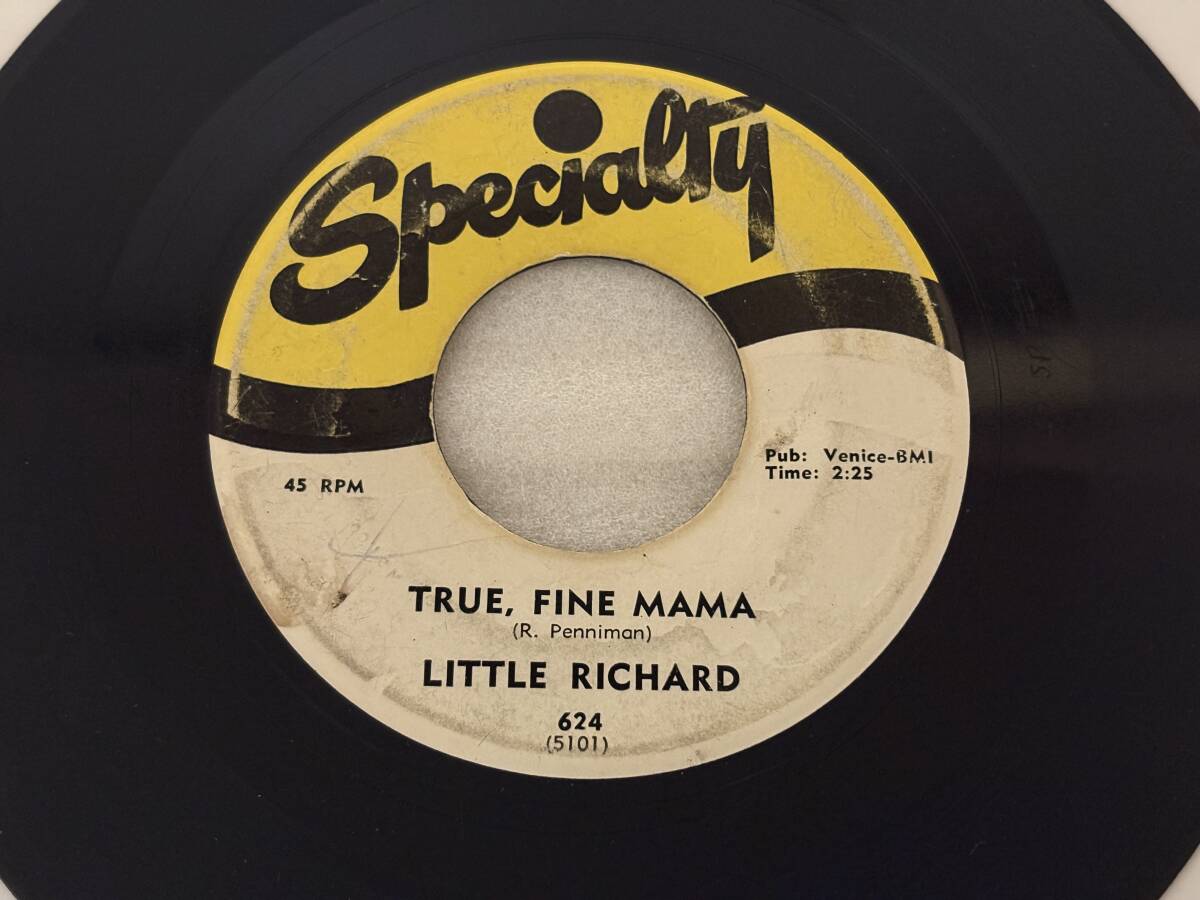 Specialty
45 RPM
Pub: Venice-BMI
Time: 2:25
TRUE, FINE MAMA
(R. Penniman)
LITTLE RICHARD
624
(5101)